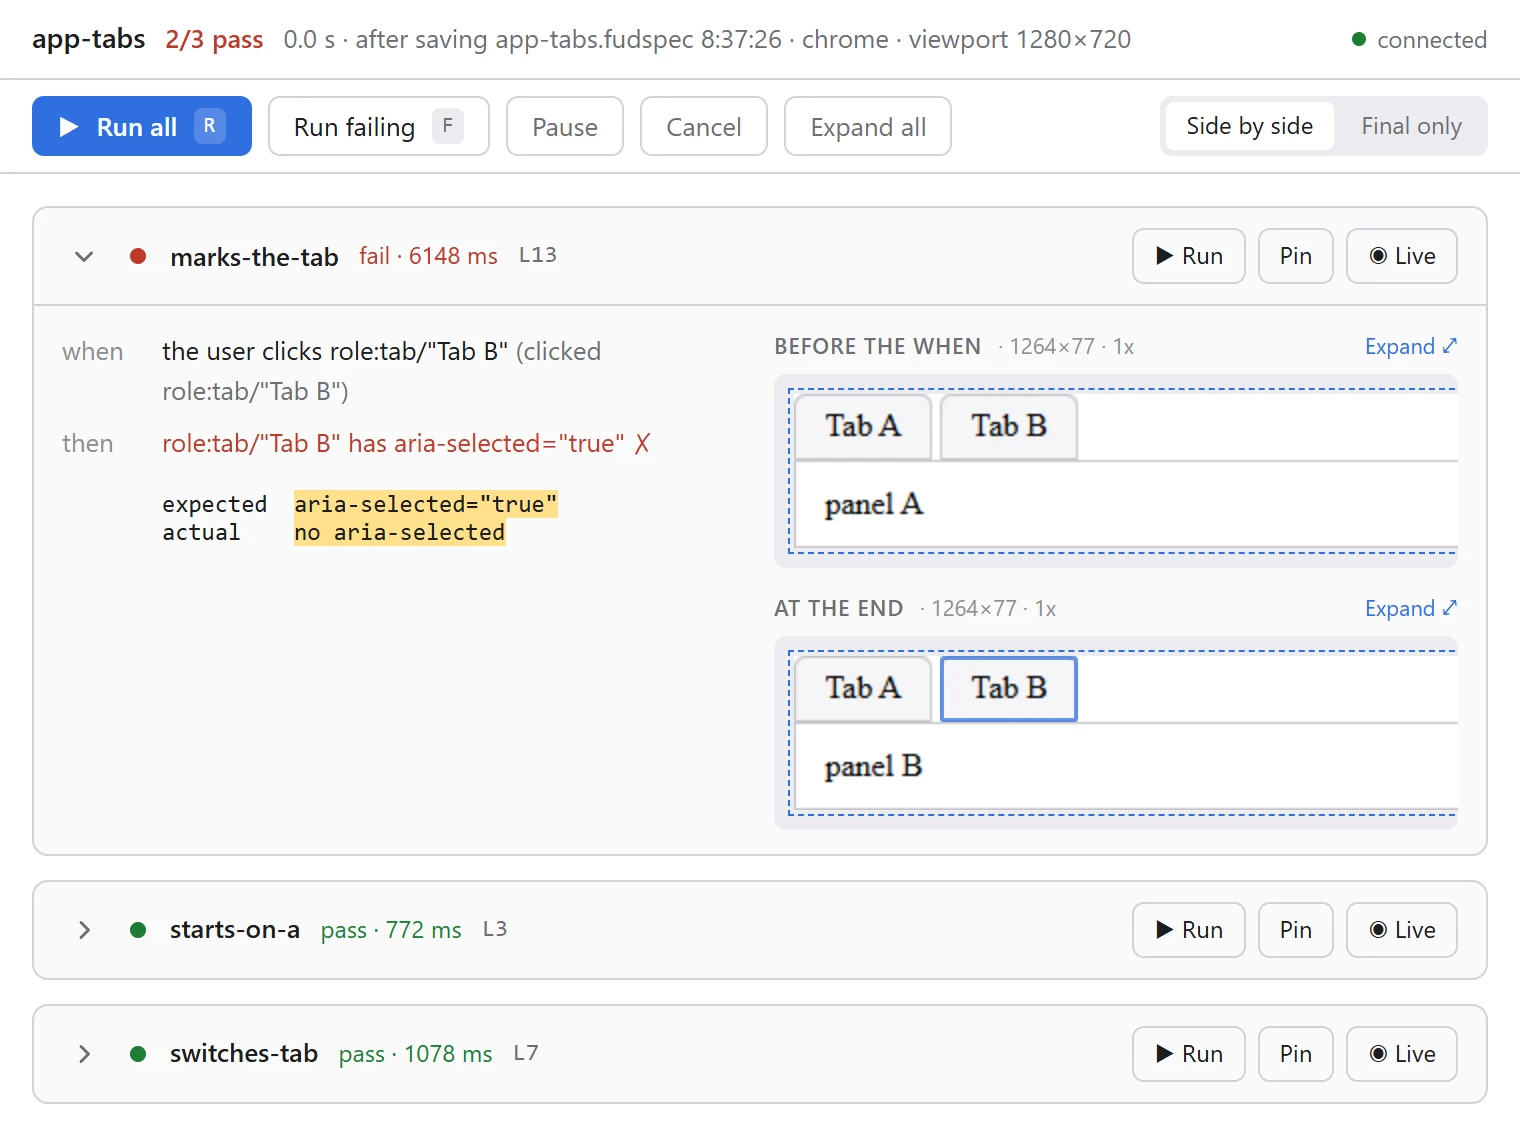 app-tabs 2/3 pass 0.0 s · after saving app-tabs.fudspec 8:37:26 · chrome · viewport 1280×720 connected
▶ Run all R Run failing F Pause Cancel Expand all Side by side Final only
marks-the-tab fail · 6148 ms L13 ▶ Run Pin ◉ Live
when the user clicks role:tab/"Tab B" (clicked
role:tab/"Tab B")
then role:tab/"Tab B" has aria-selected="true" ✗
expected aria-selected="true"
actual no aria-selected
BEFORE THE WHEN · 1264×77 · 1x Expand ⤢
Tab A Tab B
panel A
AT THE END · 1264×77 · 1x Expand ⤢
Tab A Tab B
panel B
starts-on-a pass · 772 ms L3 ▶ Run Pin ◉ Live
switches-tab pass · 1078 ms L7 ▶ Run Pin ◉ Live